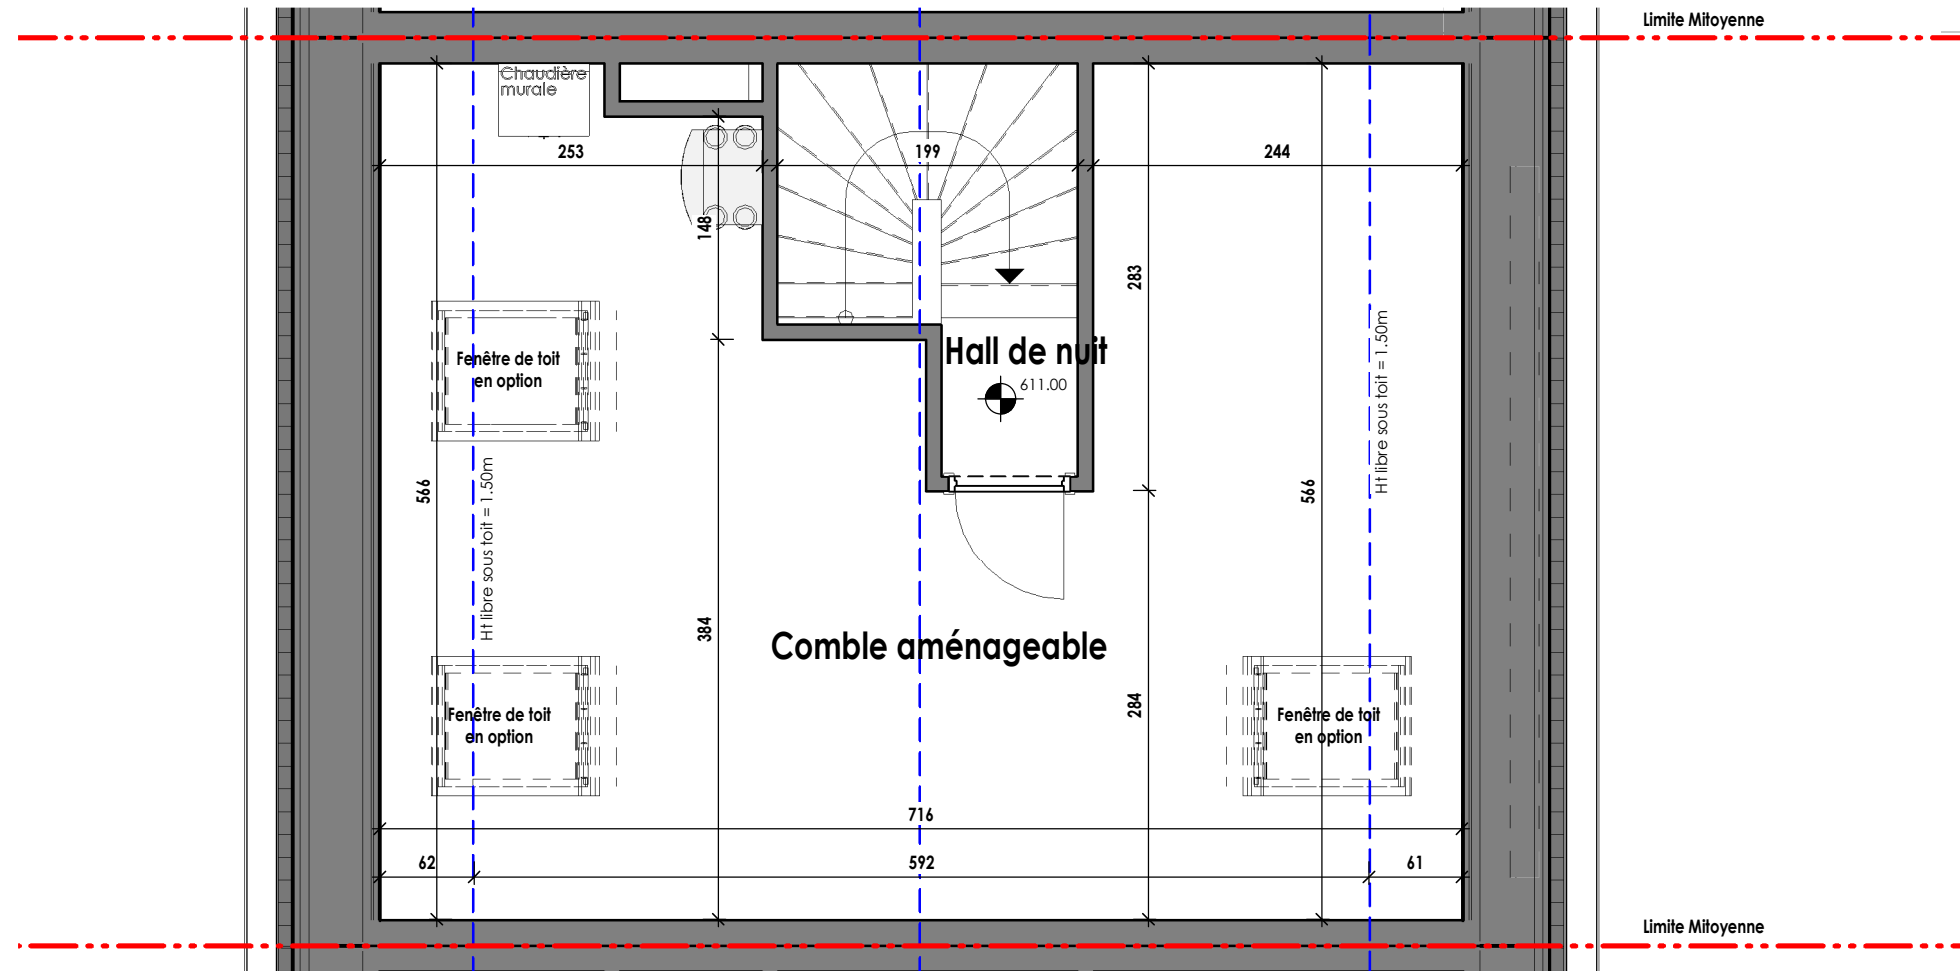 Limite Mitoyenne
Chaudière
murale
253
199
244
148
283
Hall de nuit
611.00
Ht libre sous toit = 1.50m
Fenêtre de toit
en option
566
566
Ht libre sous toit = 1.50m
384
Comble aménageable
284
Fenêtre de toit
en option
Fenêtre de toit
en option
716
62
592
61
Limite Mitoyenne